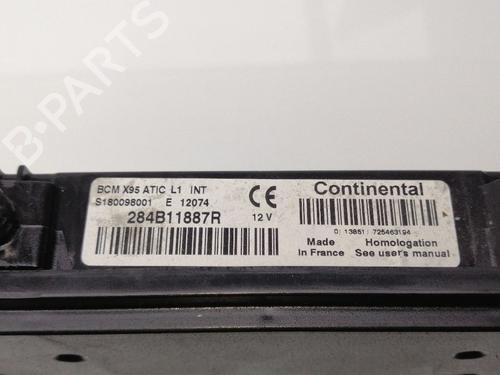 BCM X95 ATIC L1 INT
S180098001 E 12074
284B11887R
12 V
CE
Continental
0| 13851| 725463194
Made
in France
Homologation
See user's manual
B-PARTS